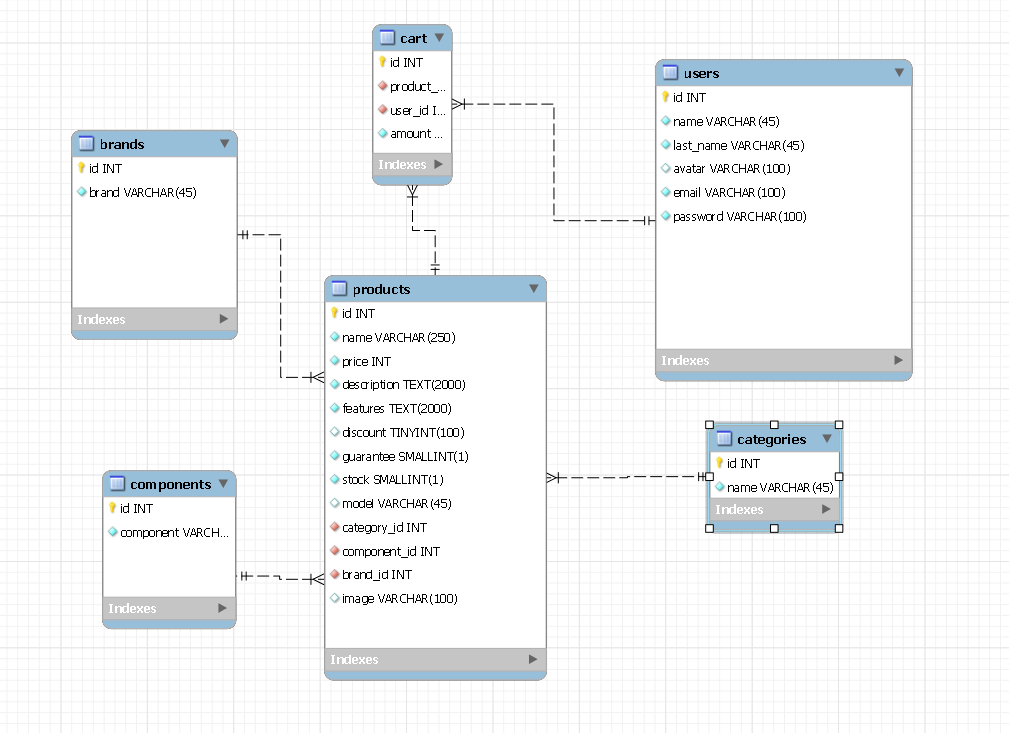 cart
id INT
product_...
user_id I...
amount ...
Indexes
users
id INT
name VARCHAR(45)
last_name VARCHAR(45)
avatar VARCHAR(100)
email VARCHAR(100)
password VARCHAR(100)
Indexes
brands
id INT
brand VARCHAR(45)
Indexes
products
id INT
name VARCHAR(250)
price INT
description TEXT(2000)
features TEXT(2000)
discount TINYINT(100)
guarantee SMALLINT(1)
stock SMALLINT(1)
model VARCHAR(45)
category_id INT
component_id INT
brand_id INT
image VARCHAR(100)
Indexes
categories
id INT
name VARCHAR(45)
Indexes
components
id INT
component VARCH...
Indexes